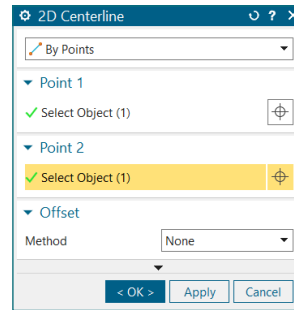 2D Centerline ?
By Points
Point 1
Select Object (1)
Point 2
Select Object (1)
Offset
Method None
< OK > Apply Cancel